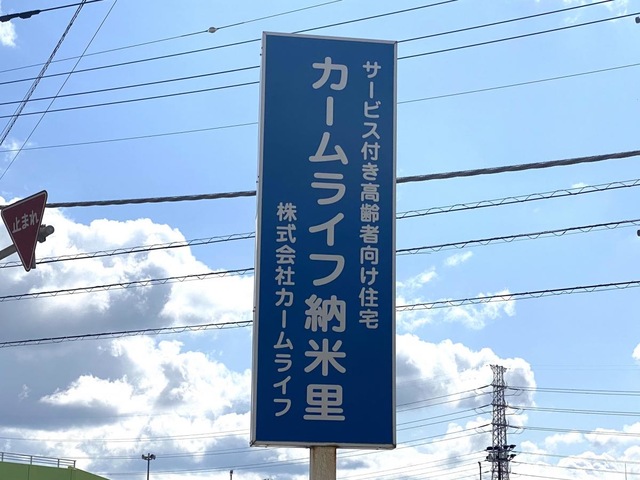 サービス付き高齢者向け住宅
カームライフ納米里
株式会社カームライフ
止まれ